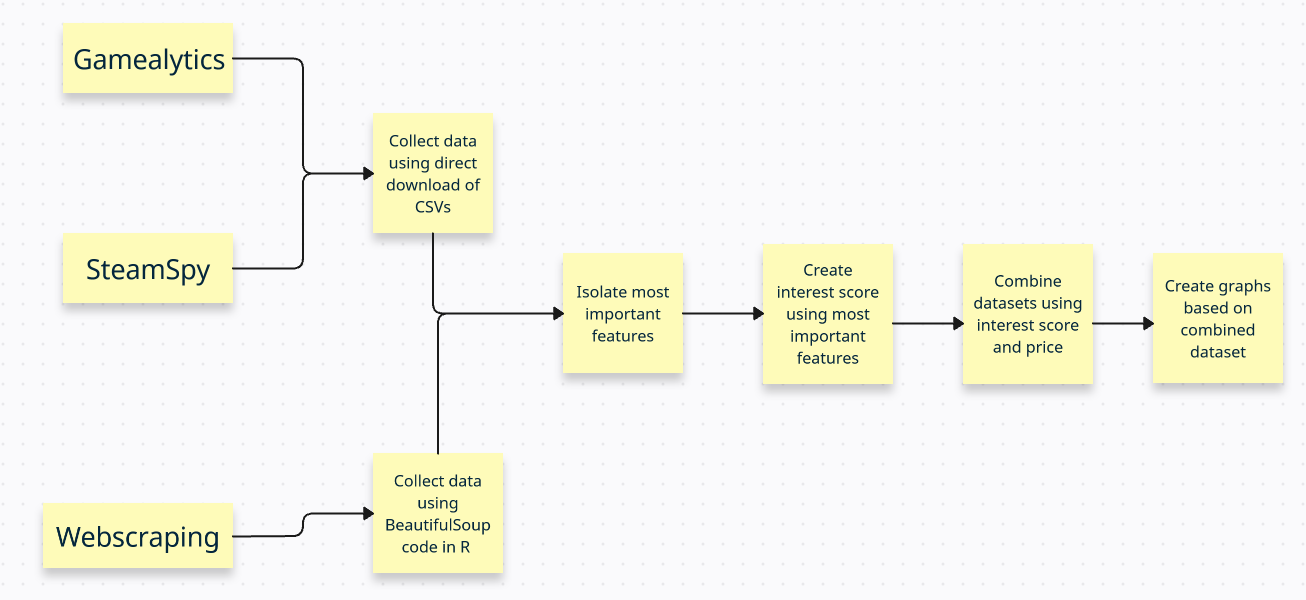 Gamealytics
SteamSpy
Webscraping
Collect data
using direct
download of
CSVs
Collect data
using
BeautifulSoup
code in R
Isolate most
important
features
Create
interest score
using most
important
features
Combine
datasets using
interest score
and price
Create graphs
based on
combined
dataset